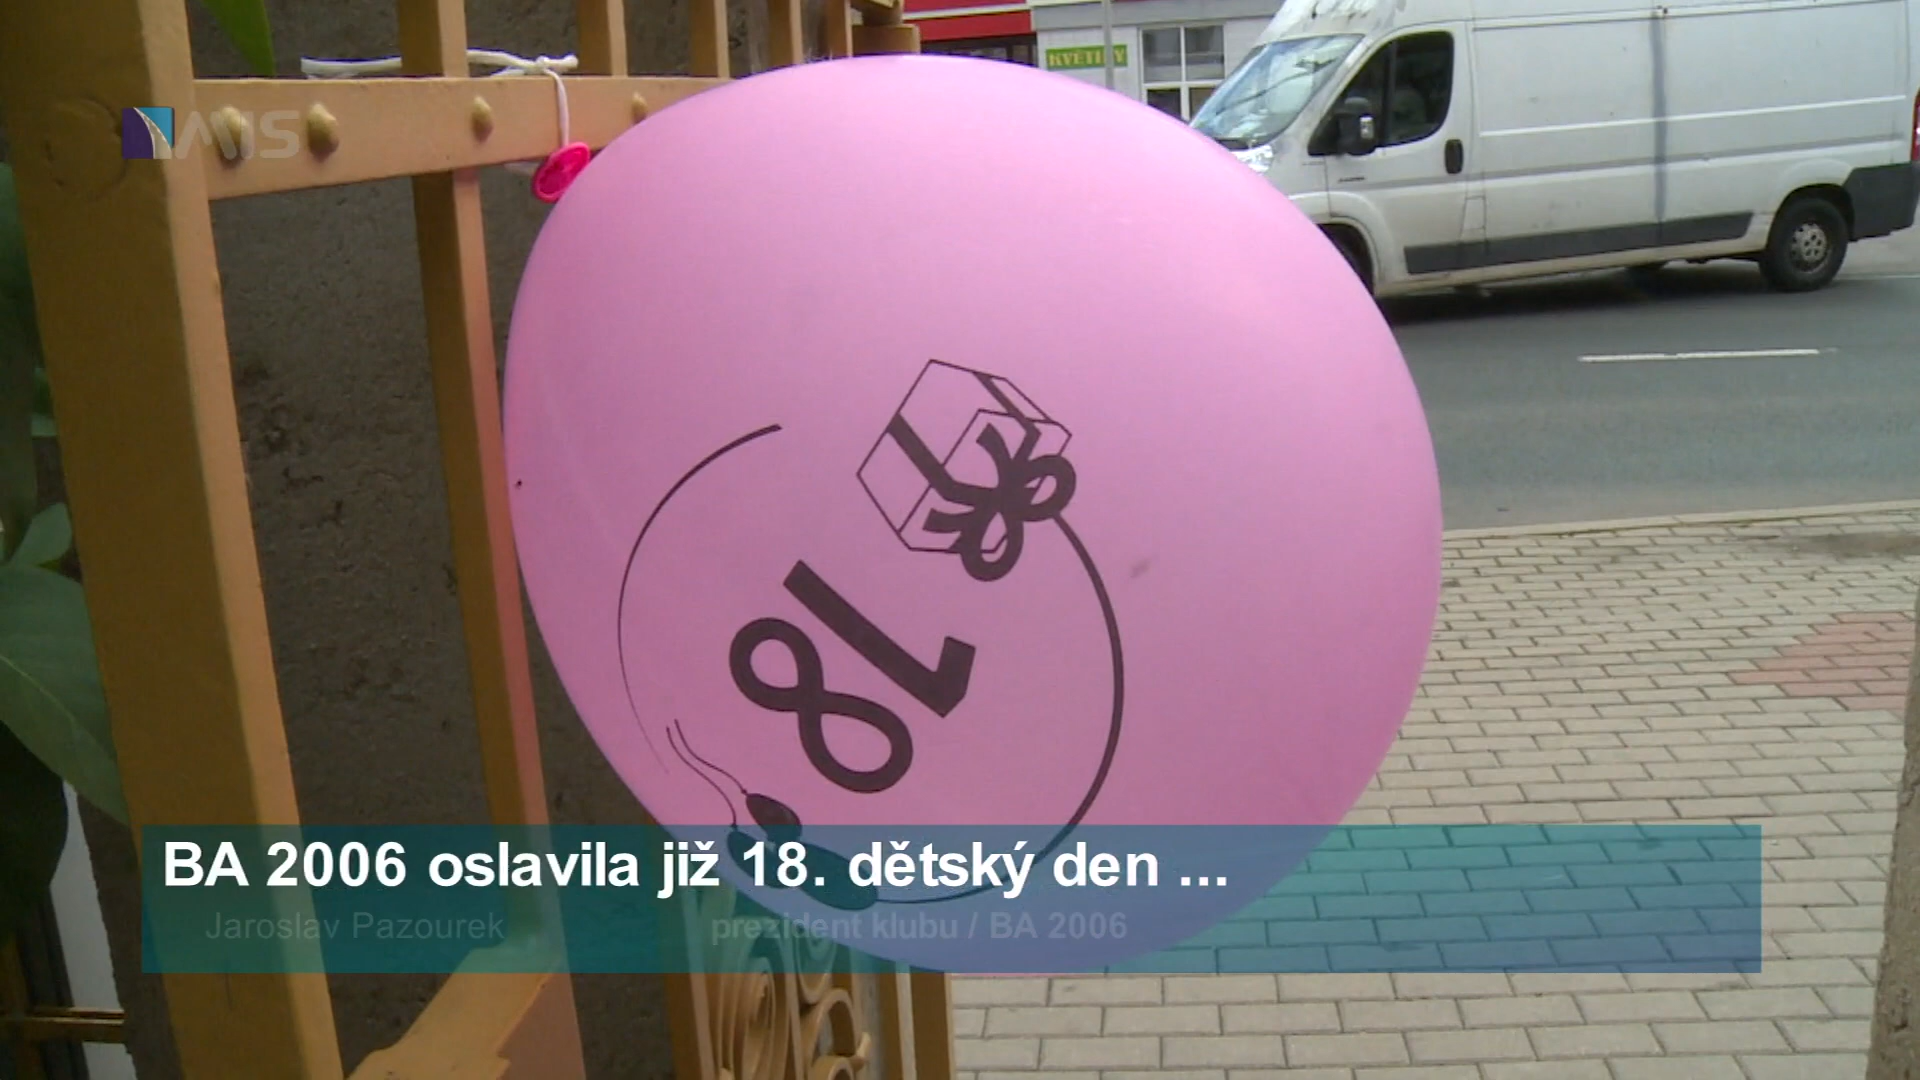 KVĚTINY
MIS
18
BA 2006 oslavila již 18. dětský den ...
Jaroslav Pazourek
prezident klubu / BA 2006